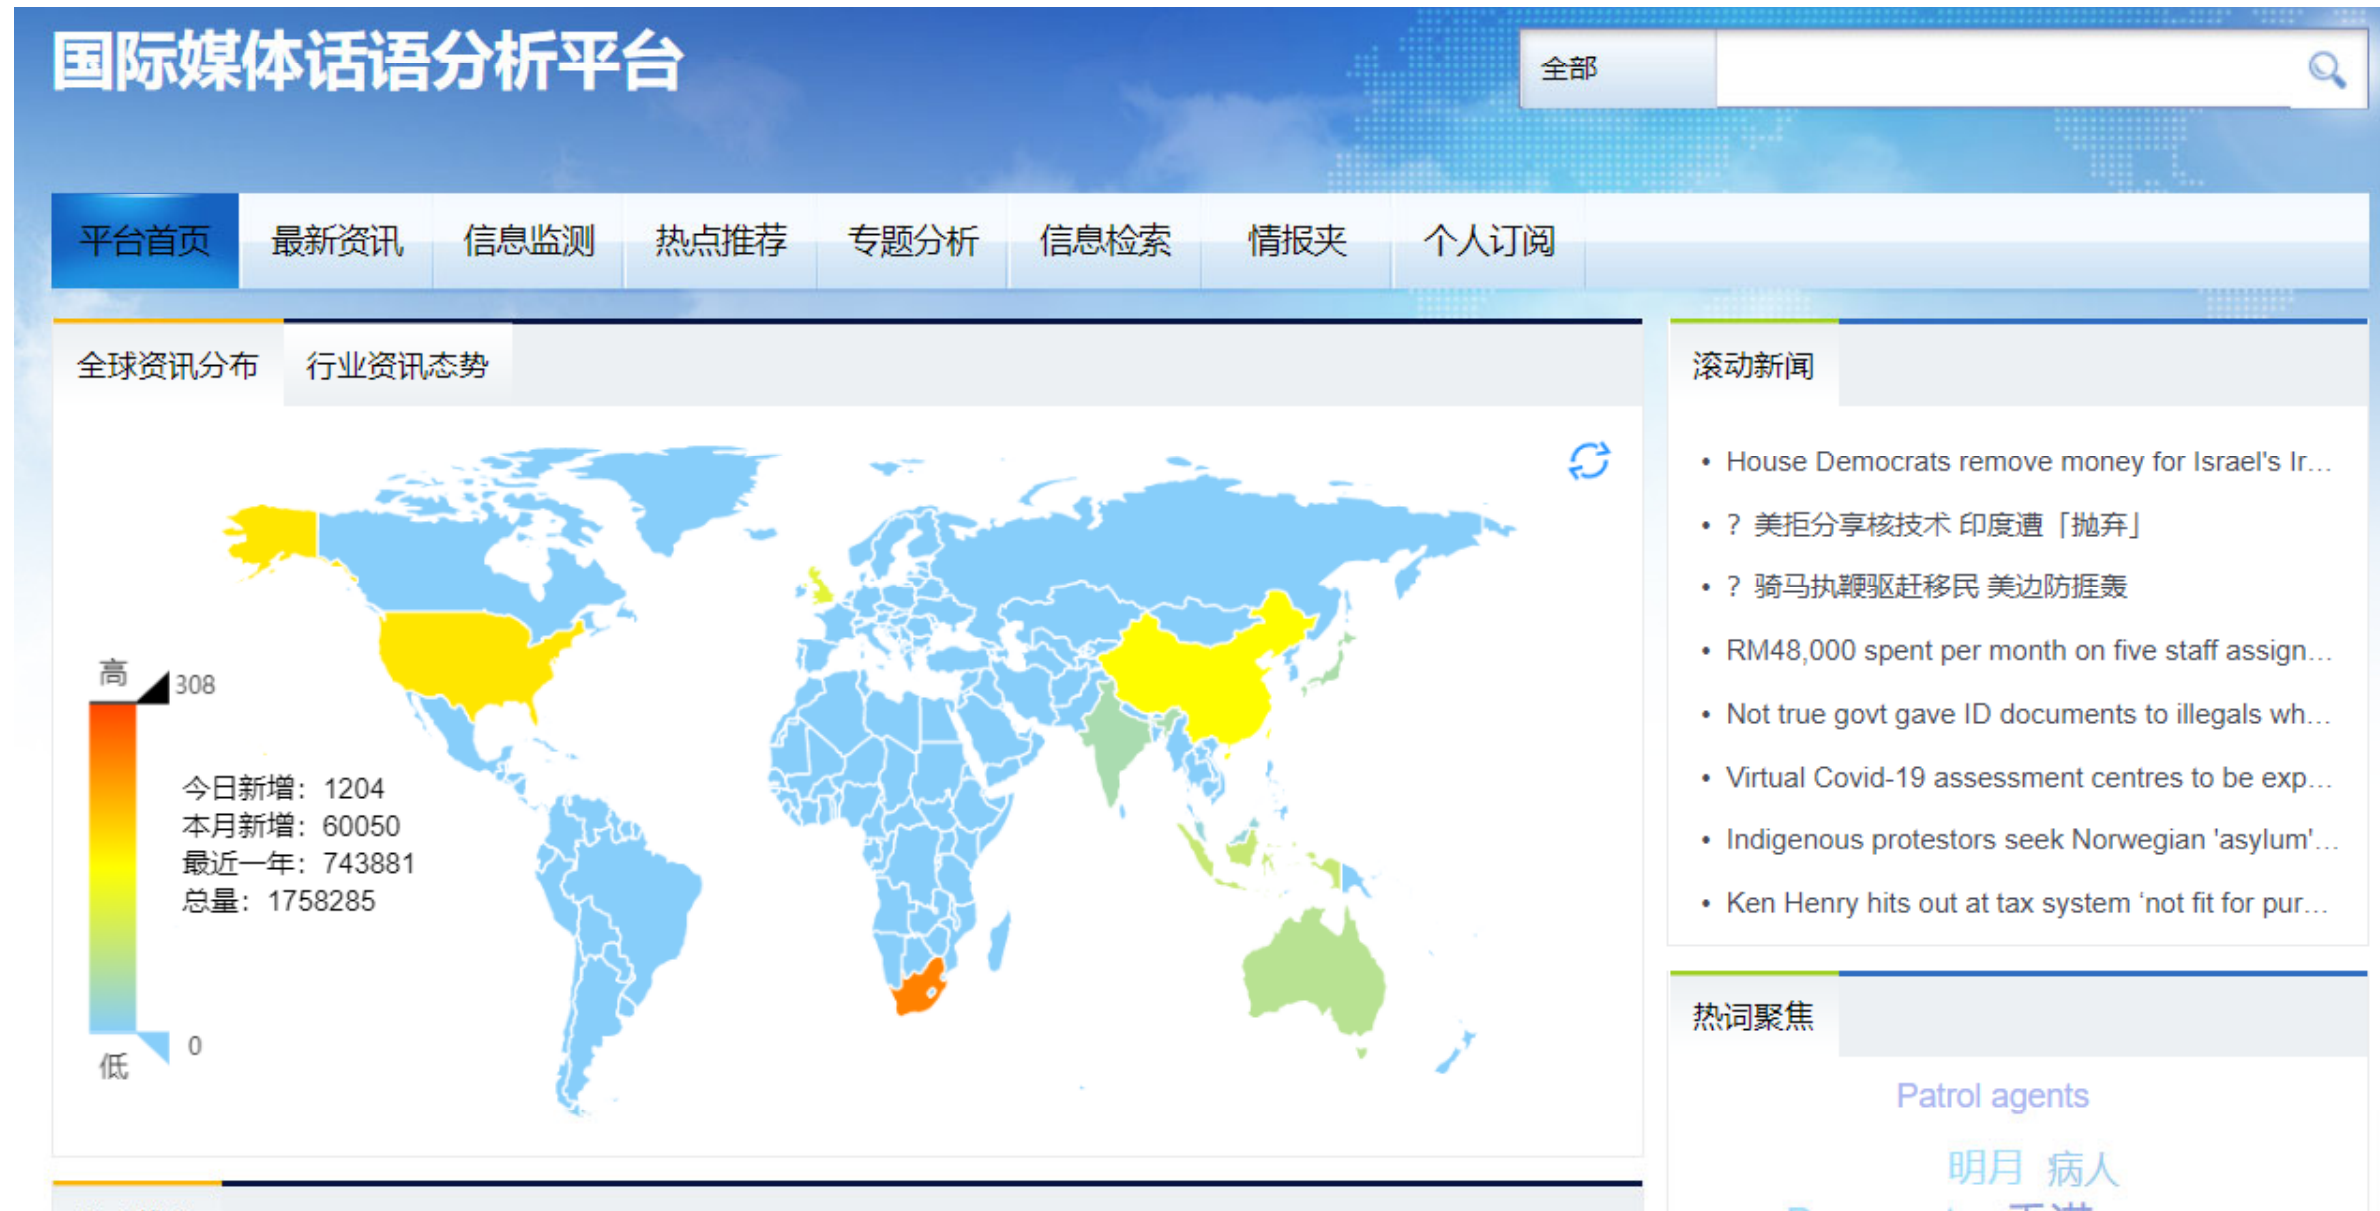 国际媒体话语分析平台
全部
平台首页 最新资讯 信息监测 热点推荐 专题分析 信息检索 情报夹 个人订阅
全球资讯分布 行业资讯态势
高
308
今日新增：1204
本月新增：60050
最近一年：743881
总量：1758285
0
低
滚动新闻
• House Democrats remove money for Israel's Ir...
• ？美拒分享核技术 印度遭「抛弃」
• ？骑马执鞭驱赶移民 美边防捱轰
• RM48,000 spent per month on five staff assign...
• Not true govt gave ID documents to illegals wh...
• Virtual Covid-19 assessment centres to be exp...
• Indigenous protestors seek Norwegian 'asylum'...
• Ken Henry hits out at tax system ‘not fit for pur...
热词聚焦
Patrol agents
明月 病人